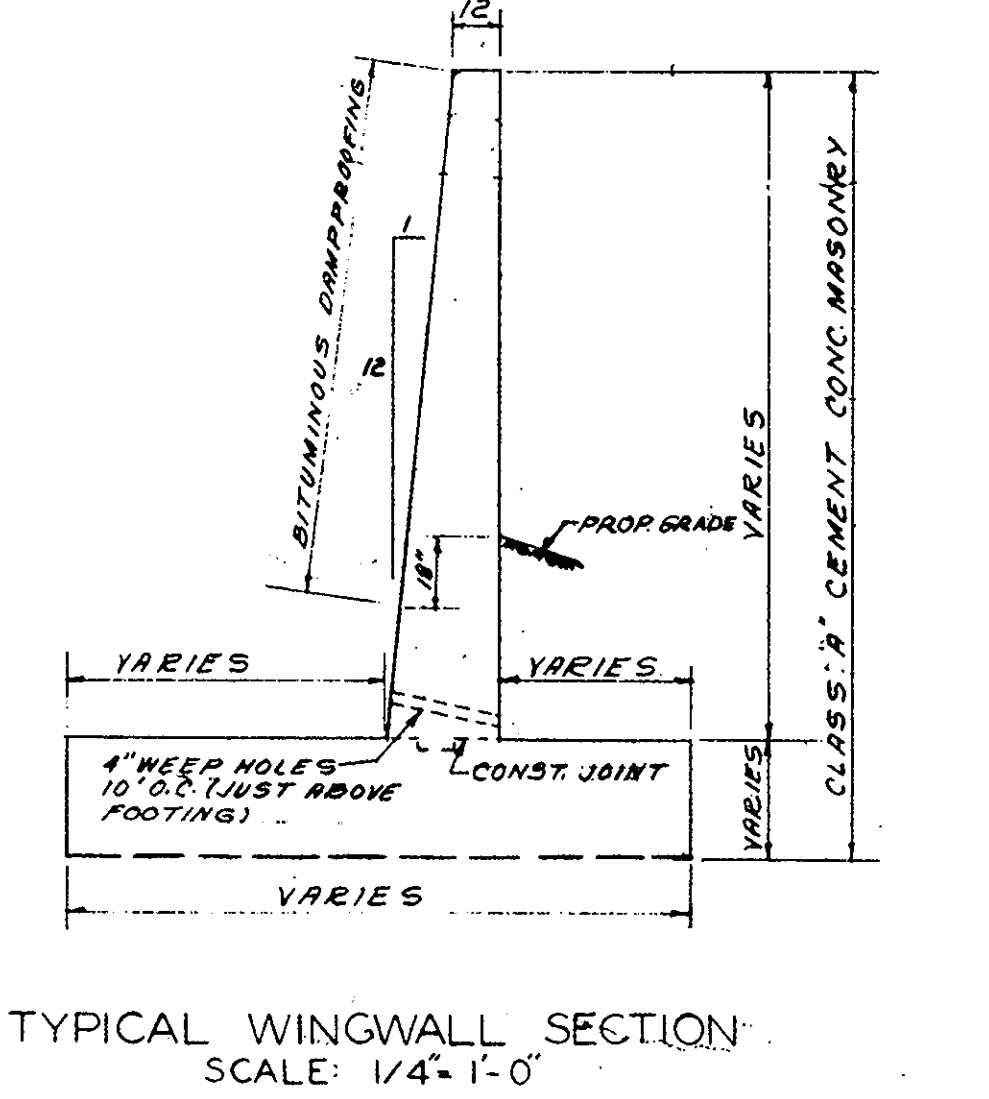 12
BITUMINOUS DAMPPROOFING
1
12
18"
PROP. GRADE
VARIES
CLASS "A" CEMENT CONC. MASONRY
VARIES
VARIES
VARIES
4" WEEP HOLES
10' O.C. (JUST ABOVE
FOOTING)
CONST. JOINT
VARIES
TYPICAL WINGWALL SECTION
SCALE: 1/4"= 1'-0"